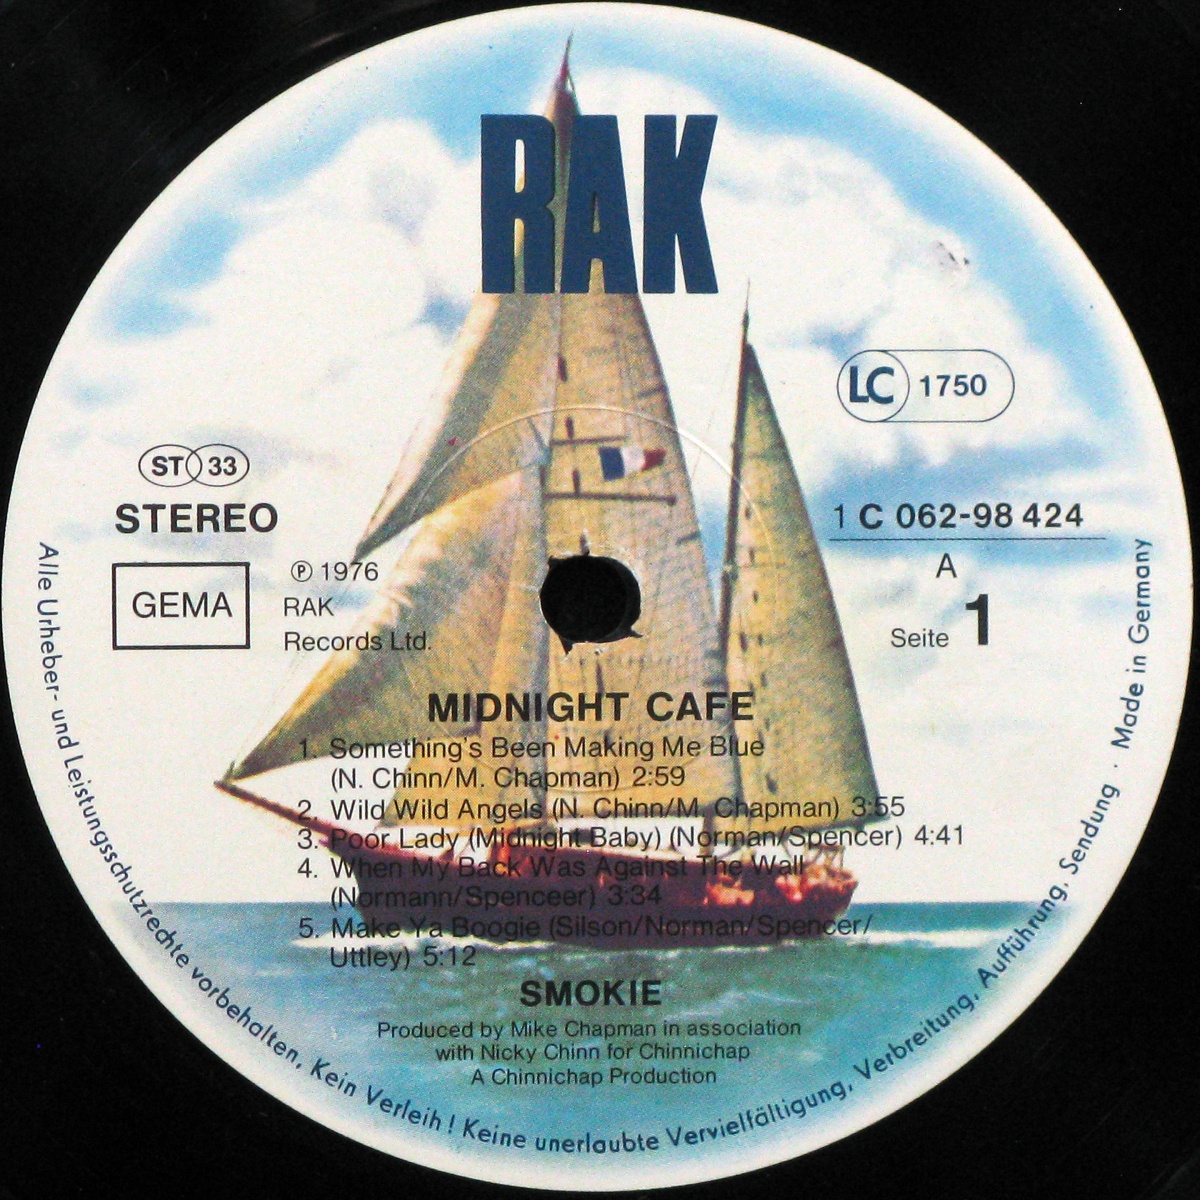 RAK
LC 1750
ST 33
STEREO
1 C 062-98 424
GEMA
℗ 1976
RAK
Records Ltd.
A
Seite 1
MIDNIGHT CAFE
1. Something's Been Making Me Blue
(N. Chinn/M. Chapman) 2:59
2. Wild Wild Angels (N. Chinn/M. Chapman) 3:55
3. Poor Lady (Midnight Baby) (Norman/Spencer) 4:41
4. When My Back Was Against The Wall
(Normann/Spenceer) 3:34
5. Make Ya Boogie (Silson/Norman/Spencer/
Uttley) 5:12
SMOKIE
Produced by Mike Chapman in association
with Nicky Chinn for Chinnichap
A Chinnichap Production
Alle Urheber- und Leistungsschutzrechte vorbehalten. Kein Verleih! Keine unerlaubte Vervielfältigung, Verbreitung, Aufführung, Sendung · Made in Germany